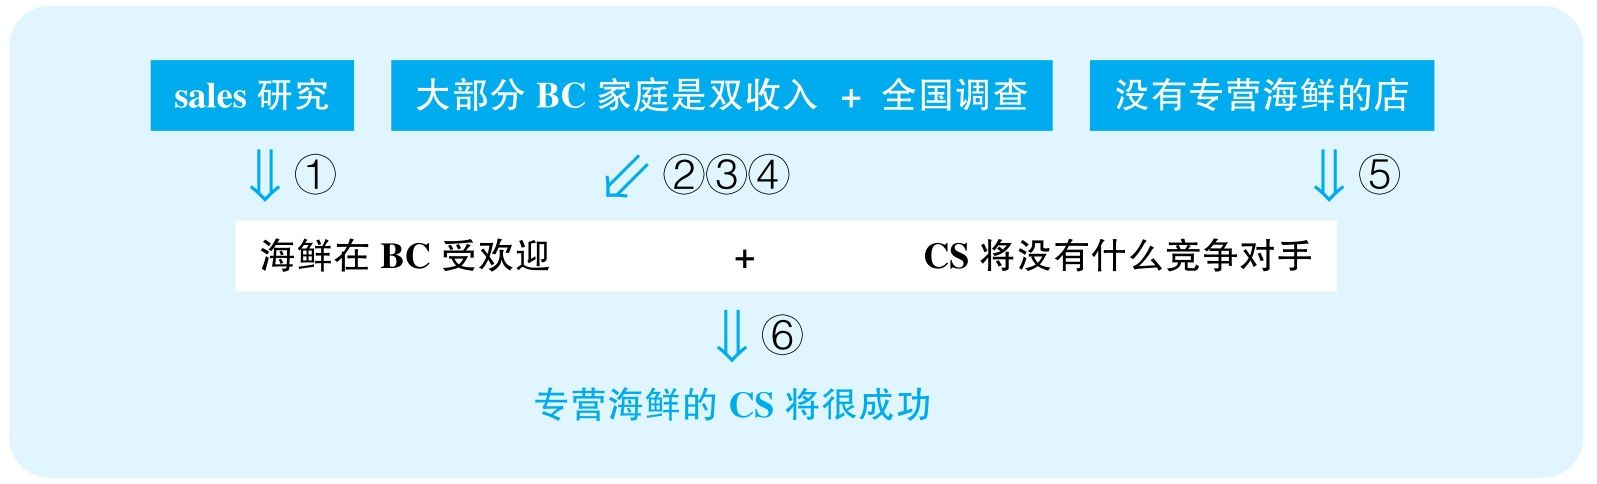 sales 研究
大部分 BC 家庭是双收入 + 全国调查
没有专营海鲜的店
①
②③④
⑤
海鲜在 BC 受欢迎 + CS 将没有什么竞争对手
⑥
专营海鲜的 CS 将很成功